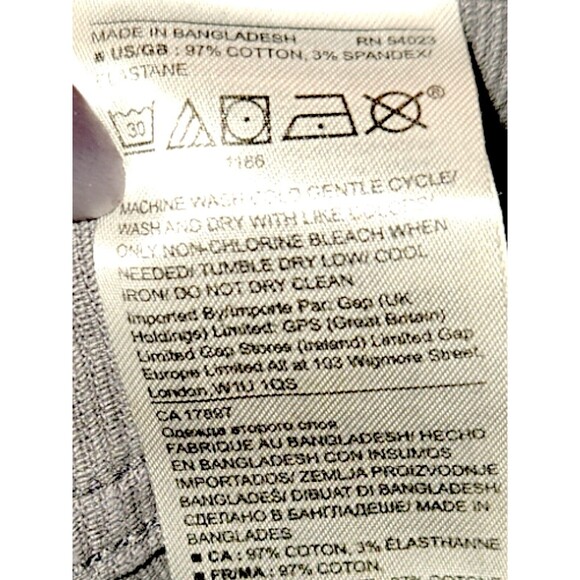 MADE IN BANGLADESH RN 54023
US/GB : 97% COTTON, 3% SPANDEX/
ELASTANE
30
®
1166
MACHINE WASH COLD GENTLE CYCLE/
WASH AND DRY WITH LIKE COLORS/
ONLY NON-CHLORINE BLEACH WHEN
NEEDED/ TUMBLE DRY LOW/ COOL
IRON/ DO NOT DRY CLEAN
Imported By/Importe Par: Gap (UK
Holdings) Limited: GPS (Great Britain)
Limited Gap Stores (Ireland) Limited Gap
Europe Limited All at 103 Wigmore Street,
London, W1U 1QS
CA 17897
Одежда второго слоя
FABRIQUE AU BANGLADESH/ HECHO
EN BANGLADESH CON INSUMOS
IMPORTADOS/ ZEMLJA PROIZVODNJE
BANGLADEŠ/ DIBUAT DI BANGLADESH/
СДЕЛАНО В БАНГЛАДЕШЕ/ MADE IN
BANGLADES
■ CA : 97% COTON, 3% ÉLASTHANNE
■ FR/MA : 97% COTON,